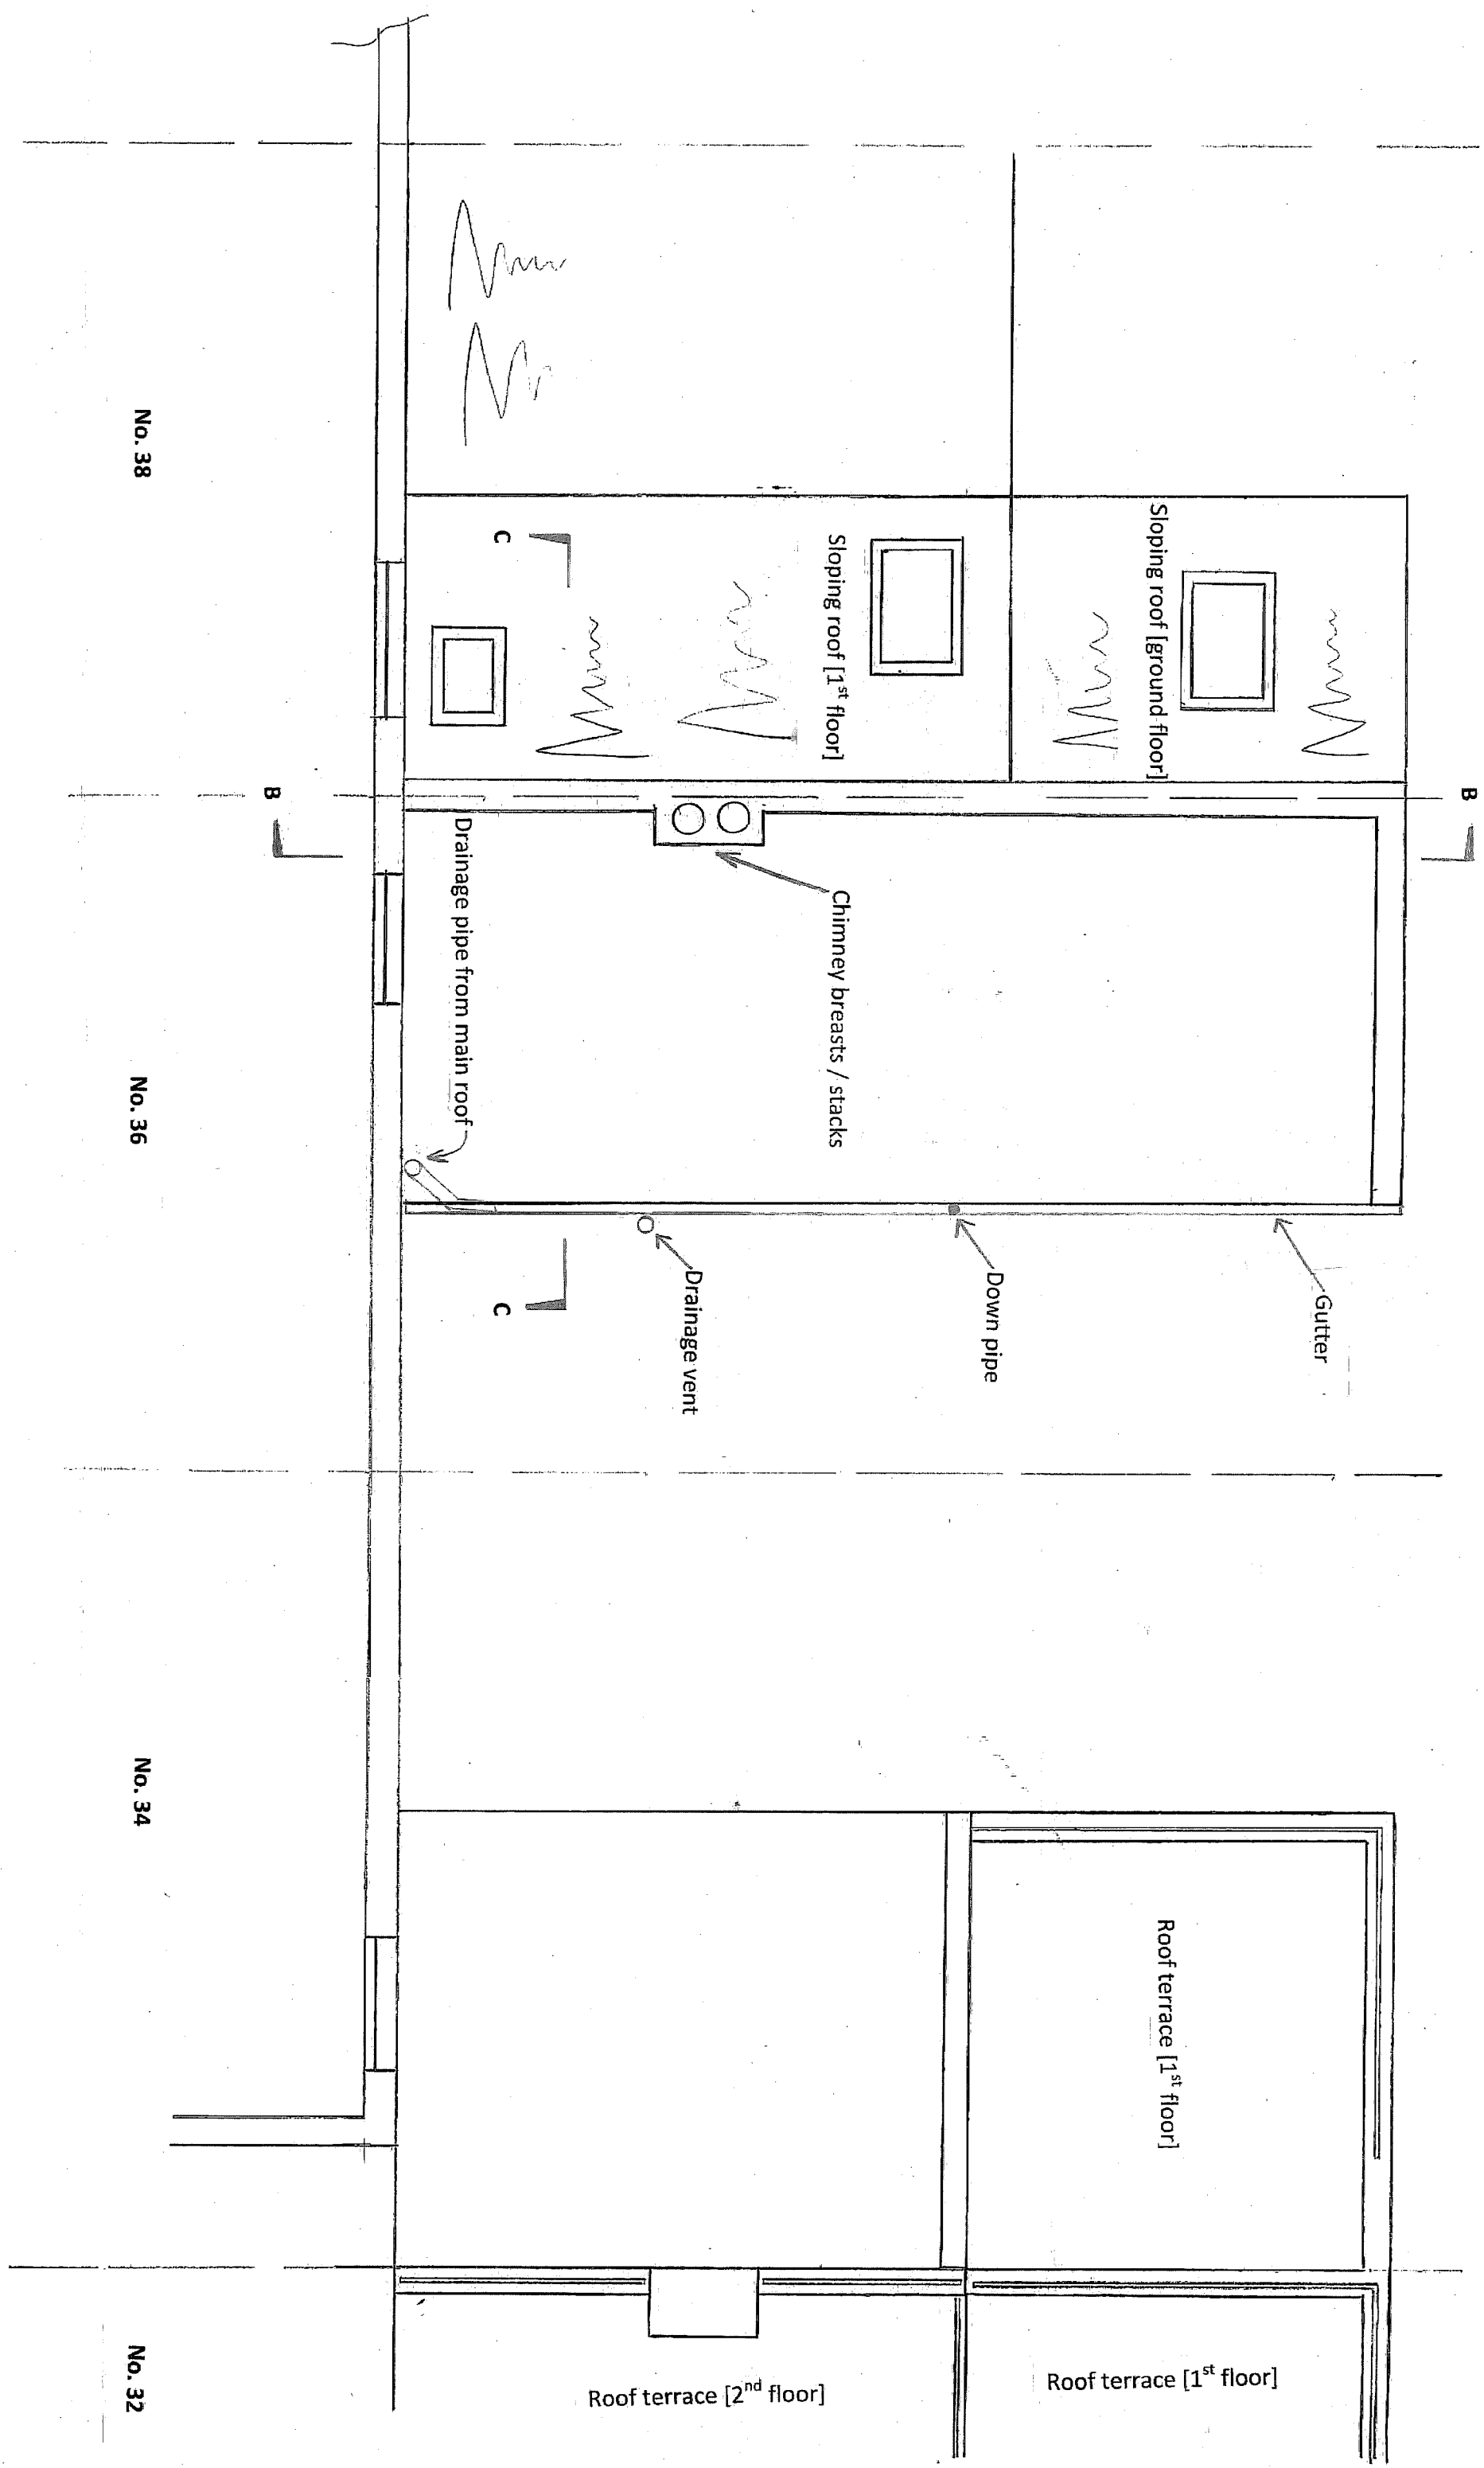 No. 38
No. 36
No. 34
No. 32
C
C
B
B
Sloping roof [1st floor]
Sloping roof [ground floor]
Drainage pipe from main roof
Chimney breasts / stacks
Drainage vent
Down pipe
Gutter
Roof terrace [1st floor]
Roof terrace [2nd floor]
Roof terrace [1st floor]